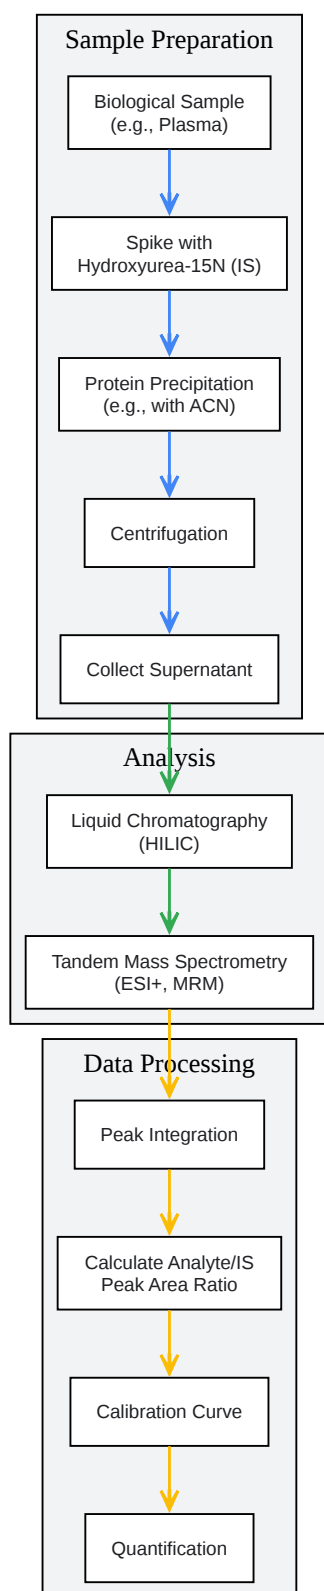 Sample Preparation
Biological Sample
(e.g., Plasma)
Spike with
Hydroxyurea-15N (IS)
Protein Precipitation
(e.g., with ACN)
Centrifugation
Collect Supernatant
Analysis
Liquid Chromatography
(HILIC)
Tandem Mass Spectrometry
(ESI+, MRM)
Data Processing
Peak Integration
Calculate Analyte/IS
Peak Area Ratio
Calibration Curve
Quantification